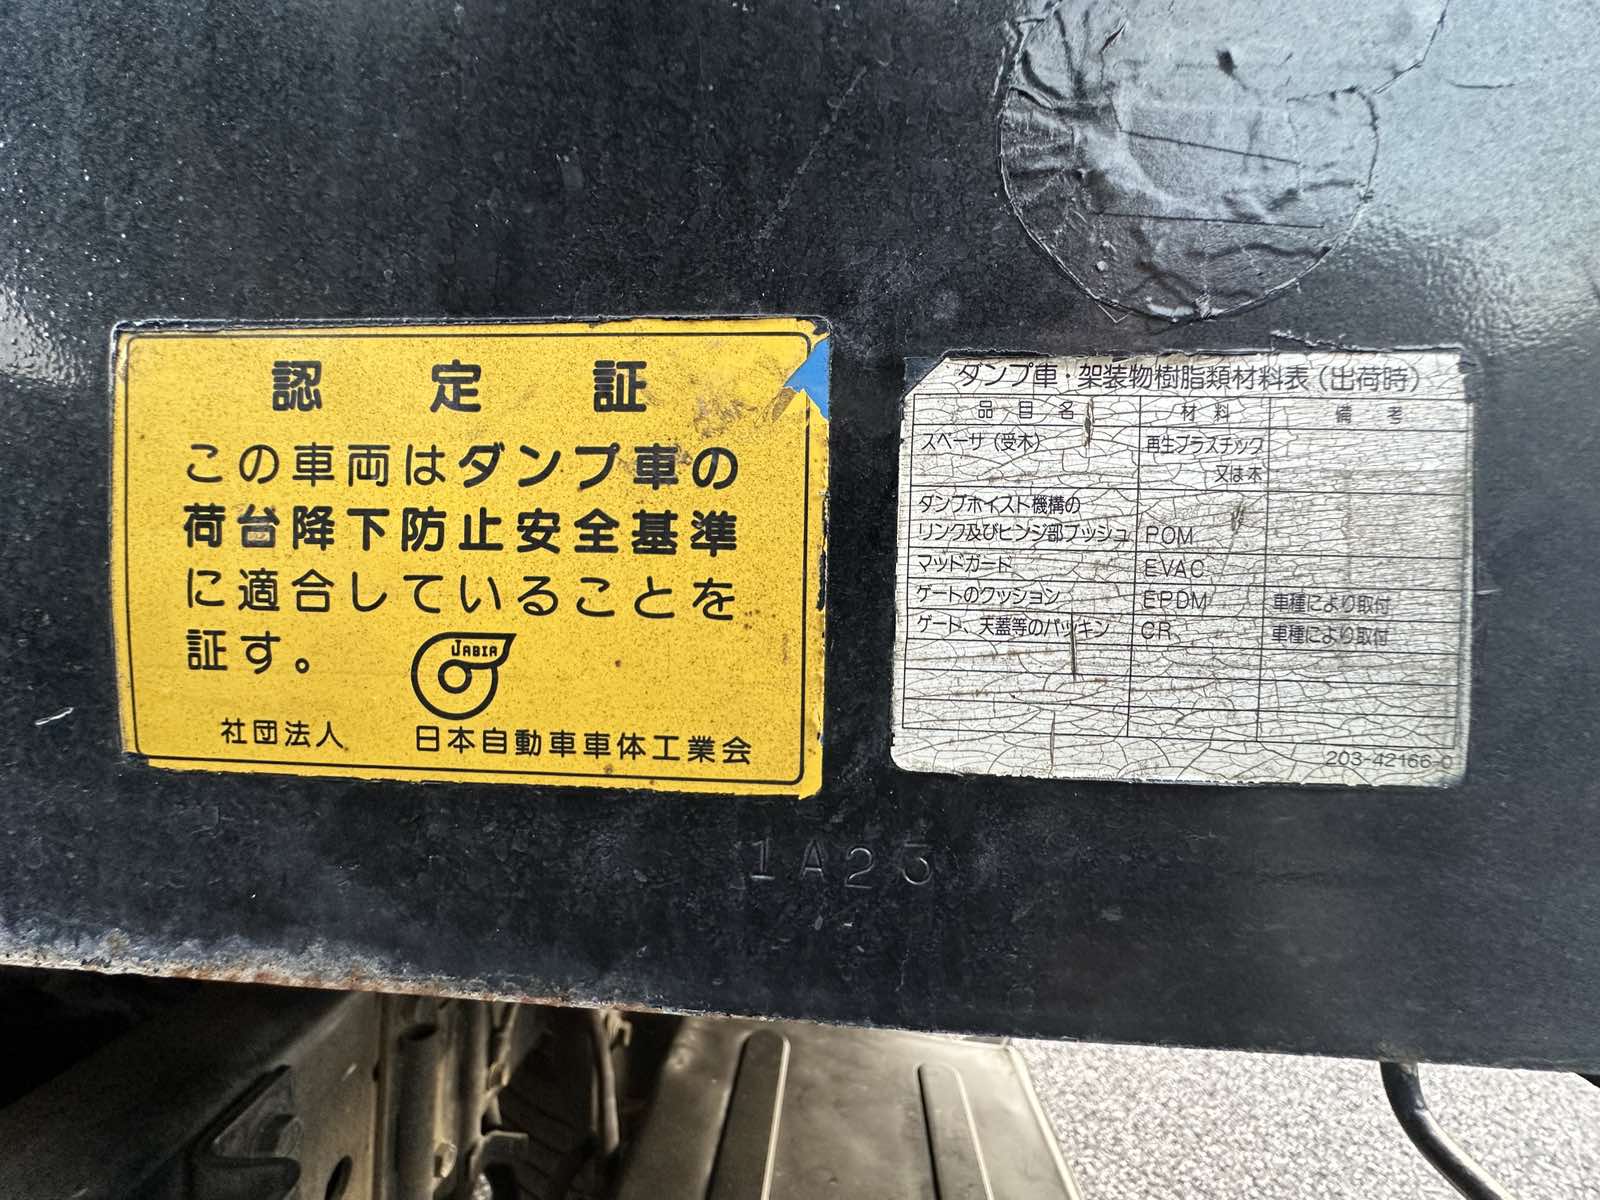 認定証
この車両はダンプ車の
荷台降下防止安全基準
に適合していることを
証す。
JABIA
社団法人 日本自動車車体工業会
ダンプ車・架装物樹脂類材料表(出荷時)
品目名 材料 備考
スペーサ(受木) 再生プラスチック
又は木
ダンプホイスト機構の
リンク及びヒンジ部ブッシュ POM
マッドガード EVAC
ゲートのクッション EPDM 車種により取付
ゲート、天蓋等のパッキン CR 車種により取付
203-42166-0